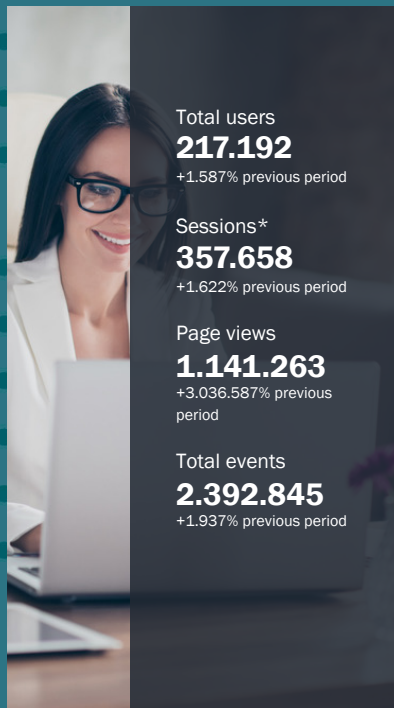 Total users
217.192
+1.587% previous period
Sessions*
357.658
+1.622% previous period
Page views
1.141.263
+3.036.587% previous
period
Total events
2.392.845
+1.937% previous period